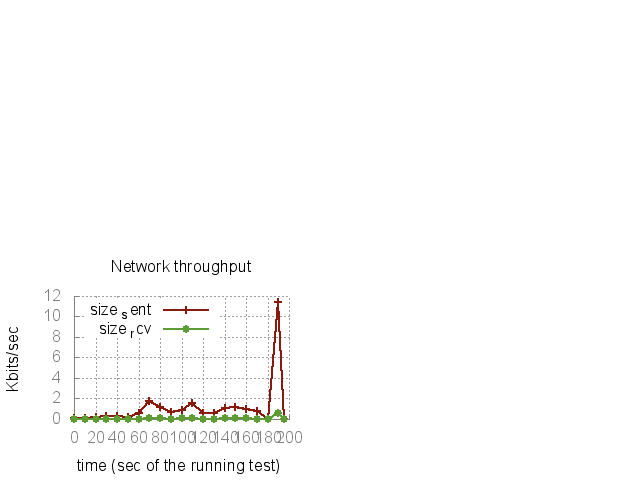 Network throughput
12
10
8
6
4
2
0
size sent
size rcv
Kbits/sec
0 20 40 60 80 100 120 140 160 180 200
time (sec of the running test)